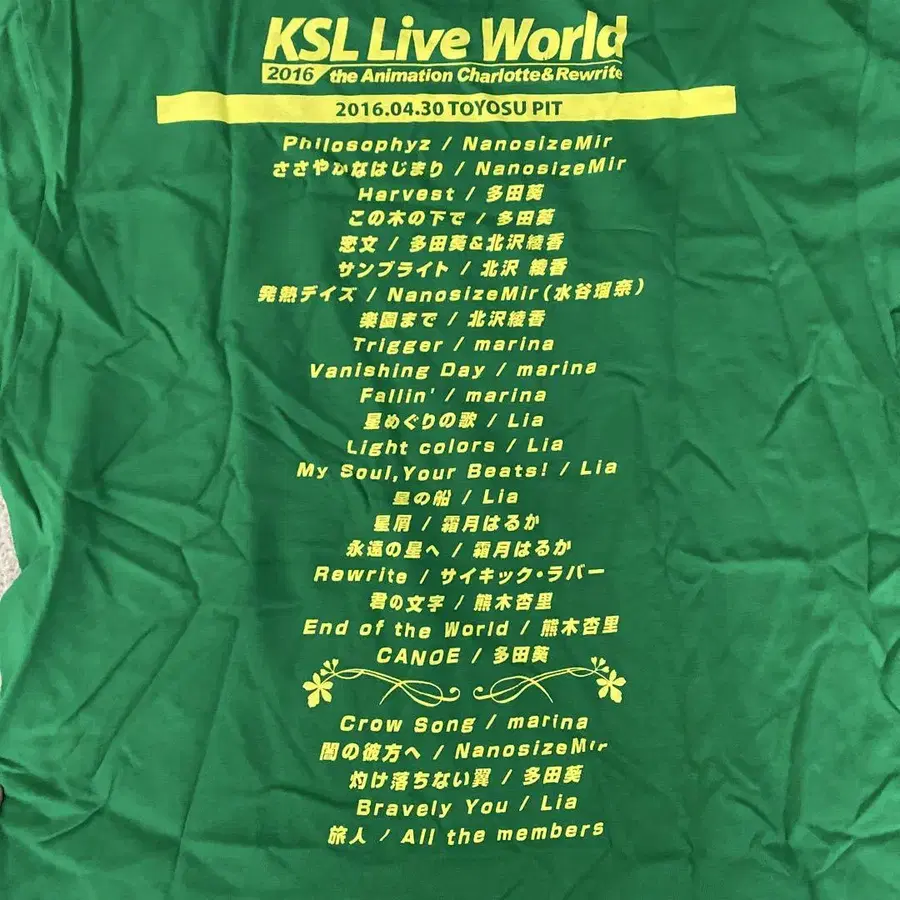 KSL Live World
2016 the Animation Charlotte&Rewrite
2016.04.30 TOYOSU PIT
Philosophyz / NanosizeMir
ささやかなはじまり / NanosizeMir
Harvest / 多田葵
この木の下で / 多田葵
恋文 / 多田葵&北沢綾香
サンブライト / 北沢 綾香
発熱デイズ / NanosizeMir(水谷瑠奈)
楽園まで / 北沢綾香
Trigger / marina
Vanishing Day / marina
Fallin' / marina
星めぐりの歌 / Lia
Light colors / Lia
My Soul,Your Beats! / Lia
星の船 / Lia
星屑 / 霜月はるか
永遠の星へ / 霜月はるか
Rewrite / サイキック・ラバー
君の文字 / 熊木杏里
End of the World / 熊木杏里
CANOE / 多田葵
Crow Song / marina
闇の彼方へ / NanosizeMir
灼け落ちない翼 / 多田葵
Bravely You / Lia
旅人 / All the members